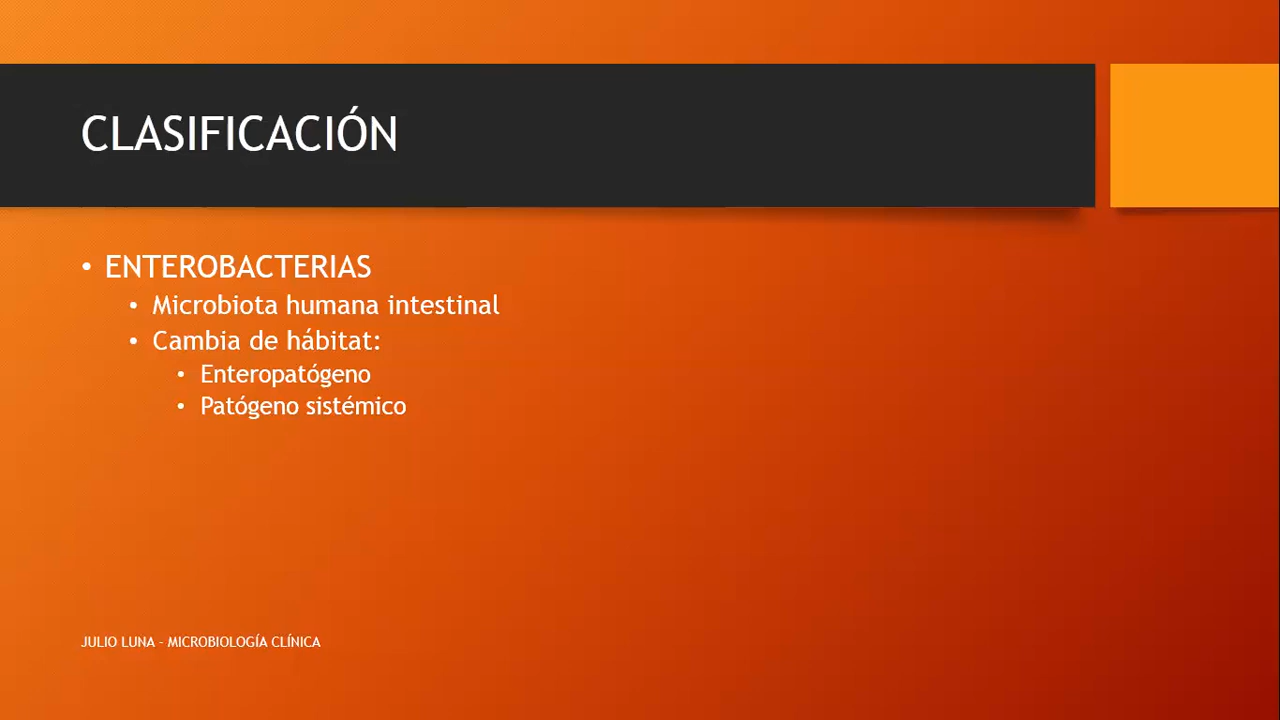 CLASIFICACIÓN
• ENTEROBACTERIAS
• Microbiota humana intestinal
• Cambia de hábitat:
• Enteropatógeno
• Patógeno sistémico
JULIO LUNA - MICROBIOLOGÍA CLÍNICA